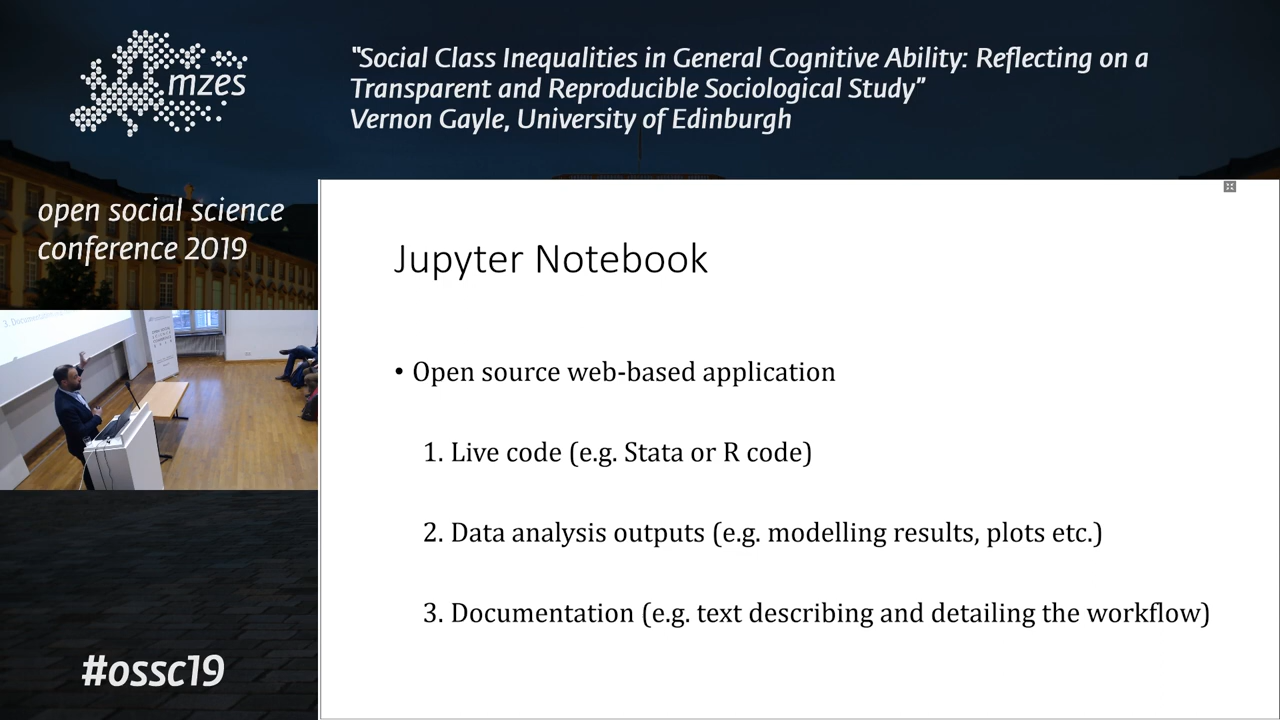 mzes
"Social Class Inequalities in General Cognitive Ability: Reflecting on a
Transparent and Reproducible Sociological Study"
Vernon Gayle, University of Edinburgh
open social science
conference 2019
Jupyter Notebook
• Open source web-based application
1. Live code (e.g. Stata or R code)
2. Data analysis outputs (e.g. modelling results, plots etc.)
3. Documentation (e.g. text describing and detailing the workflow)
#ossc19